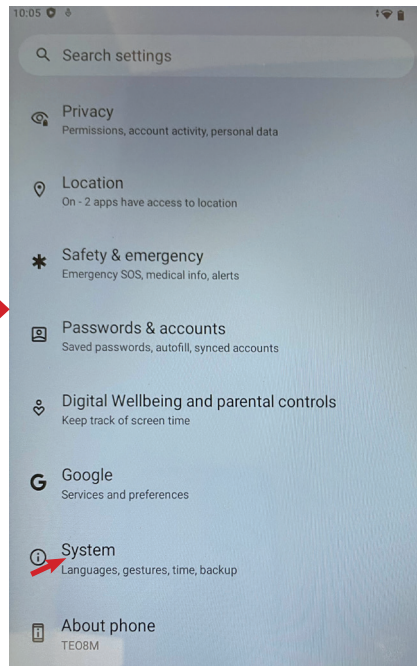 10:05
Search settings
Privacy
Permissions, account activity, personal data
Location
On - 2 apps have access to location
Safety & emergency
Emergency SOS, medical info, alerts
Passwords & accounts
Saved passwords, autofill, synced accounts
Digital Wellbeing and parental controls
Keep track of screen time
Google
Services and preferences
System
Languages, gestures, time, backup
About phone
TEO8M